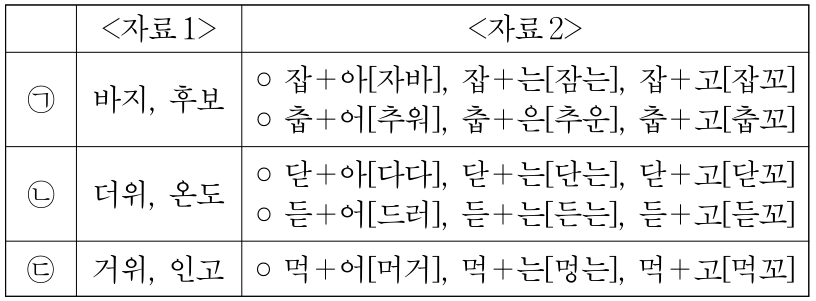 <자료 1> <자료 2>
㉠ 바지, 후보
○ 잡+아[자바], 잡+는[잠는], 잡+고[잡꼬]
○ 춥+어[추워], 춥+은[추운], 춥+고[춥꼬]
㉡ 더위, 온도
○ 닫+아[다다], 닫+는[단는], 닫+고[닫꼬]
○ 듣+어[드러], 듣+는[든는], 듣+고[듣꼬]
㉢ 거위, 인고
○ 먹+어[머거], 먹+는[멍는], 먹+고[먹꼬]